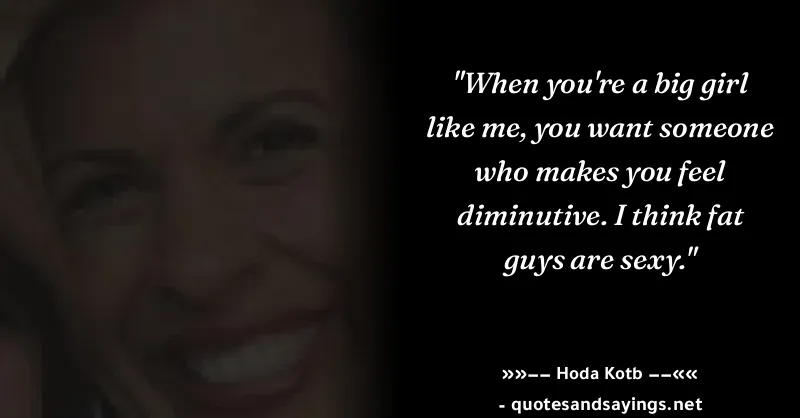 "When you're a big girl
like me, you want someone
who makes you feel
diminutive. I think fat
guys are sexy."
»»–– Hoda Kotb ––««
- quotesandsayings.net